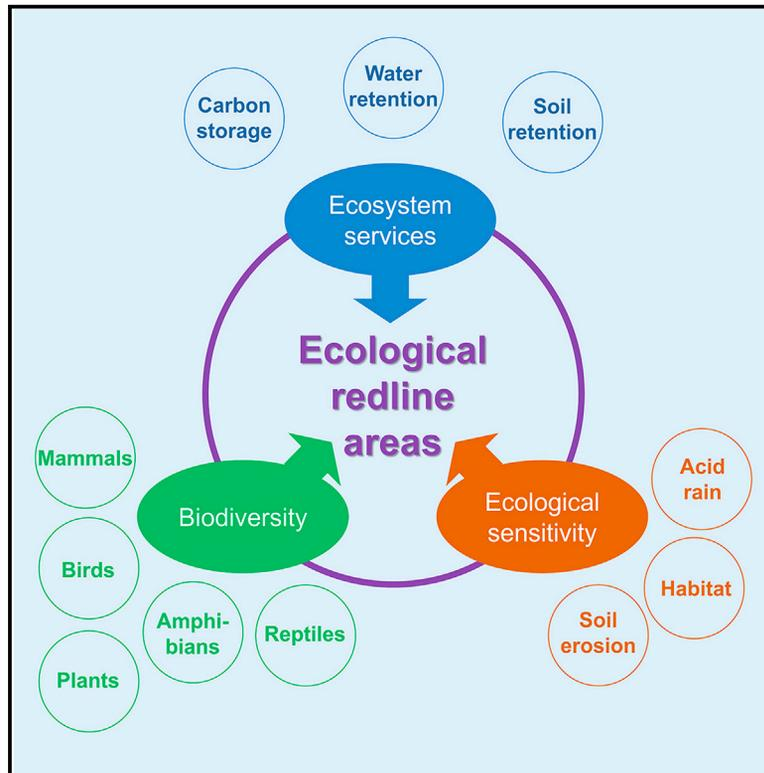 Water
retention
Carbon
storage
Soil
retention
Ecosystem
services
Ecological
redline
areas
Mammals
Birds
Plants
Amphi-
bians
Reptiles
Biodiversity
Ecological
sensitivity
Acid
rain
Habitat
Soil
erosion